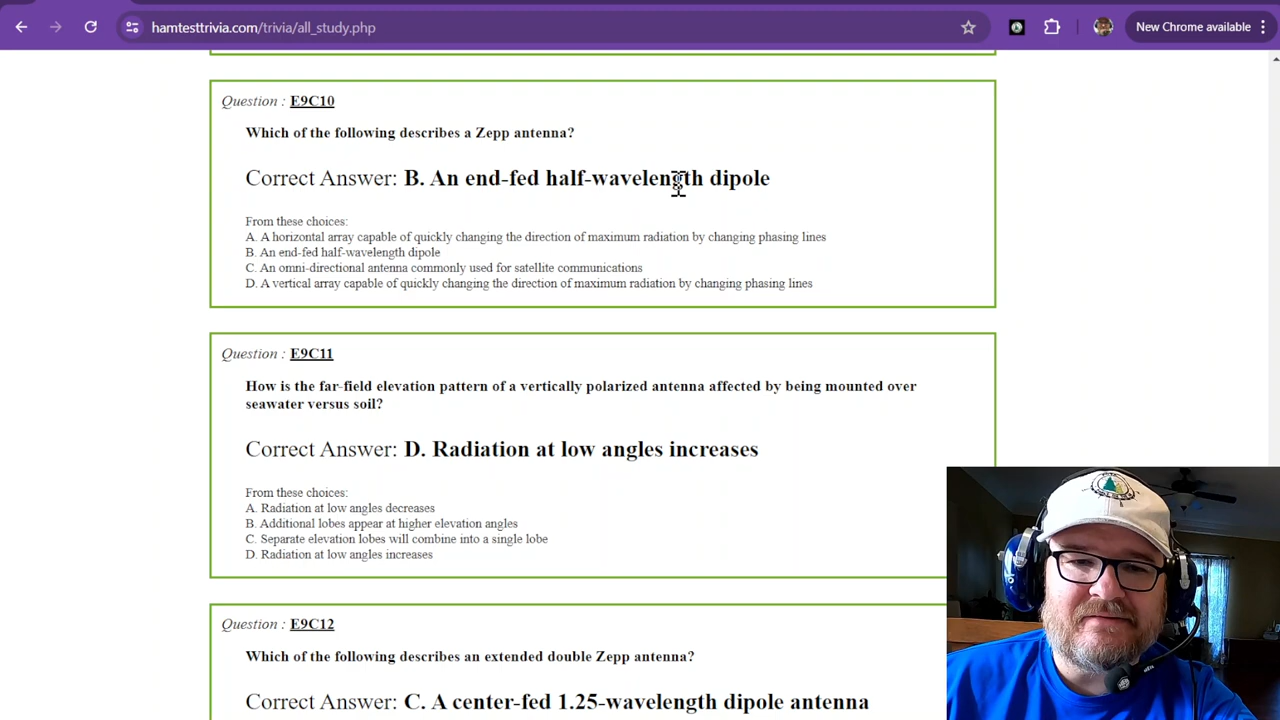 hamtesttrivia.com/trivia/all_study.php
New Chrome available
Question : E9C10
Which of the following describes a Zepp antenna?
Correct Answer: B. An end-fed half-wavelength dipole
From these choices:
A. A horizontal array capable of quickly changing the direction of maximum radiation by changing phasing lines
B. An end-fed half-wavelength dipole
C. An omni-directional antenna commonly used for satellite communications
D. A vertical array capable of quickly changing the direction of maximum radiation by changing phasing lines
Question : E9C11
How is the far-field elevation pattern of a vertically polarized antenna affected by being mounted over
seawater versus soil?
Correct Answer: D. Radiation at low angles increases
From these choices:
A. Radiation at low angles decreases
B. Additional lobes appear at higher elevation angles
C. Separate elevation lobes will combine into a single lobe
D. Radiation at low angles increases
Question : E9C12
Which of the following describes an extended double Zepp antenna?
Correct Answer: C. A center-fed 1.25-wavelength dipole antenna